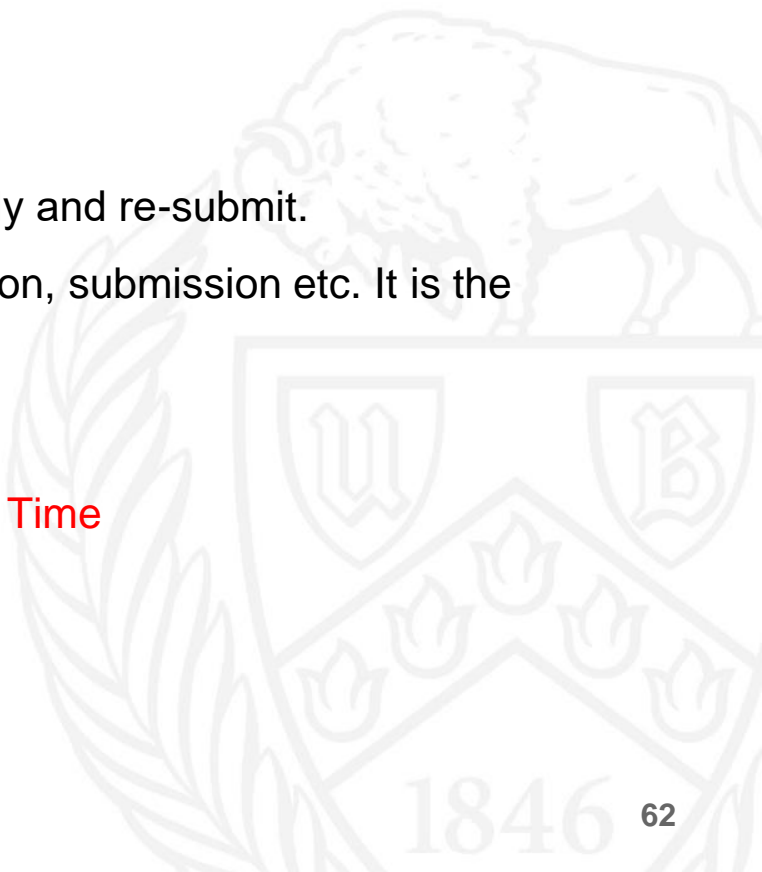 y and re-submit.
on, submission etc. It is the
Time
U B
1846
62